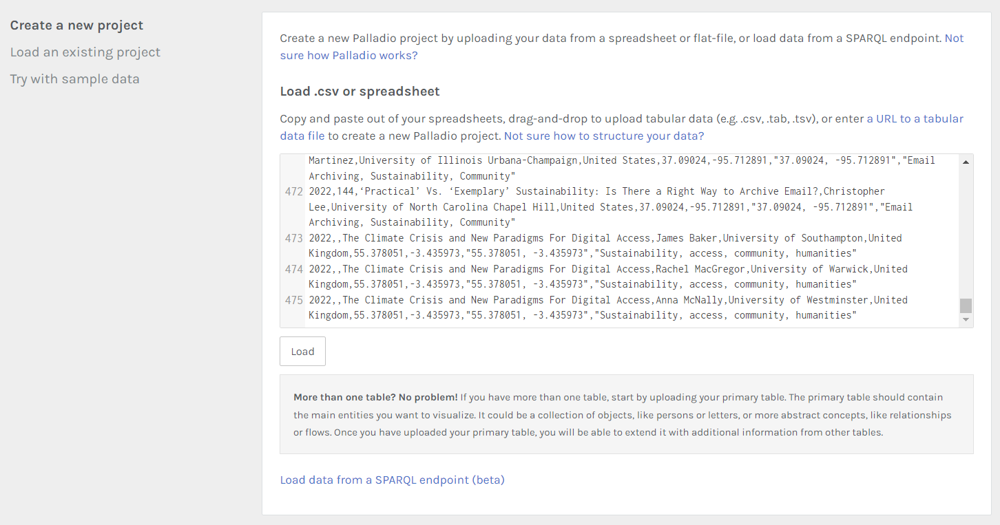 Create a new project
Load an existing project
Try with sample data
Create a new Palladio project by uploading your data from a spreadsheet or flat-file, or load data from a SPARQL endpoint. Not
sure how Palladio works?
Load .csv or spreadsheet
Copy and paste out of your spreadsheets, drag-and-drop to upload tabular data (e.g. .csv, .tab, .tsv), or enter a URL to a tabular
data file to create a new Palladio project. Not sure how to structure your data?
Martinez,University of Illinois Urbana-Champaign,United States,37.09024,-95.712891,"37.09024, -95.712891","Email
Archiving, Sustainability, Community"
472 2022,144,‘Practical’ Vs. ‘Exemplary’ Sustainability: Is There a Right Way to Archive Email?,Christopher
Lee,University of North Carolina Chapel Hill,United States,37.09024,-95.712891,"37.09024, -95.712891","Email
Archiving, Sustainability, Community"
473 2022,,The Climate Crisis and New Paradigms For Digital Access,James Baker,University of Southampton,United
Kingdom,55.378051,-3.435973,"55.378051, -3.435973","Sustainability, access, community, humanities"
474 2022,,The Climate Crisis and New Paradigms For Digital Access,Rachel MacGregor,University of Warwick,United
Kingdom,55.378051,-3.435973,"55.378051, -3.435973","Sustainability, access, community, humanities"
475 2022,,The Climate Crisis and New Paradigms For Digital Access,Anna McNally,University of Westminster,United
Kingdom,55.378051,-3.435973,"55.378051, -3.435973","Sustainability, access, community, humanities"
Load
More than one table? No problem! If you have more than one table, start by uploading your primary table. The primary table should contain
the main entities you want to visualize. It could be a collection of objects, like persons or letters, or more abstract concepts, like relationships
or flows. Once you have uploaded your primary table, you will be able to extend it with additional information from other tables.
Load data from a SPARQL endpoint (beta)